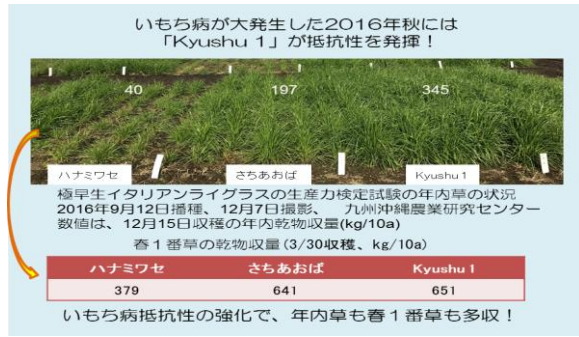 いもち病が大発生した2016年秋には
「Kyushu 1」が抵抗性を発揮！
40 197 345
ハナミワセ さちあおば Kyushu 1
極早生イタリアンライグラスの生産力検定試験の年内草の状況
2016年9月12日播種、12月7日撮影、 九州沖縄農業研究センター
数値は、12月15日収穫の年内乾物収量(kg/10a)
春１番草の乾物収量(3/30収穫、kg/10a)
ハナミワセ さちあおば Kyushu 1
379 641 651
いもち病抵抗性の強化で、年内草も春１番草も多収！